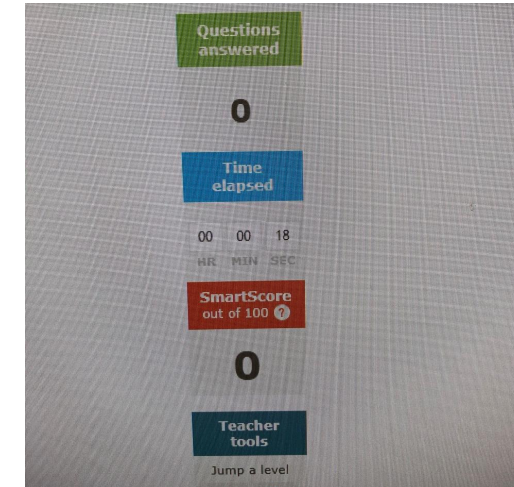 Questions
answered
0
Time
elapsed
00 00 18
HR MIN SEC
SmartScore
out of 100 ?
0
Teacher
tools
Jump a level